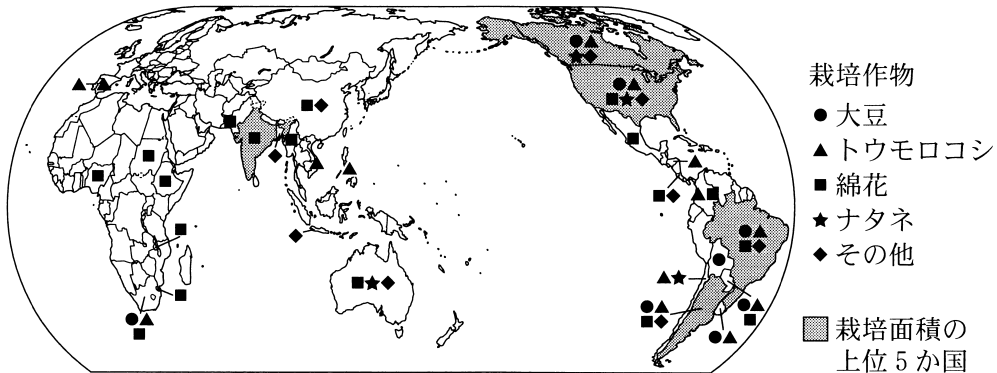 栽培作物
●大豆
▲トウモロコシ
■綿花
★ナタネ
◆その他
栽培面積の
上位5か国